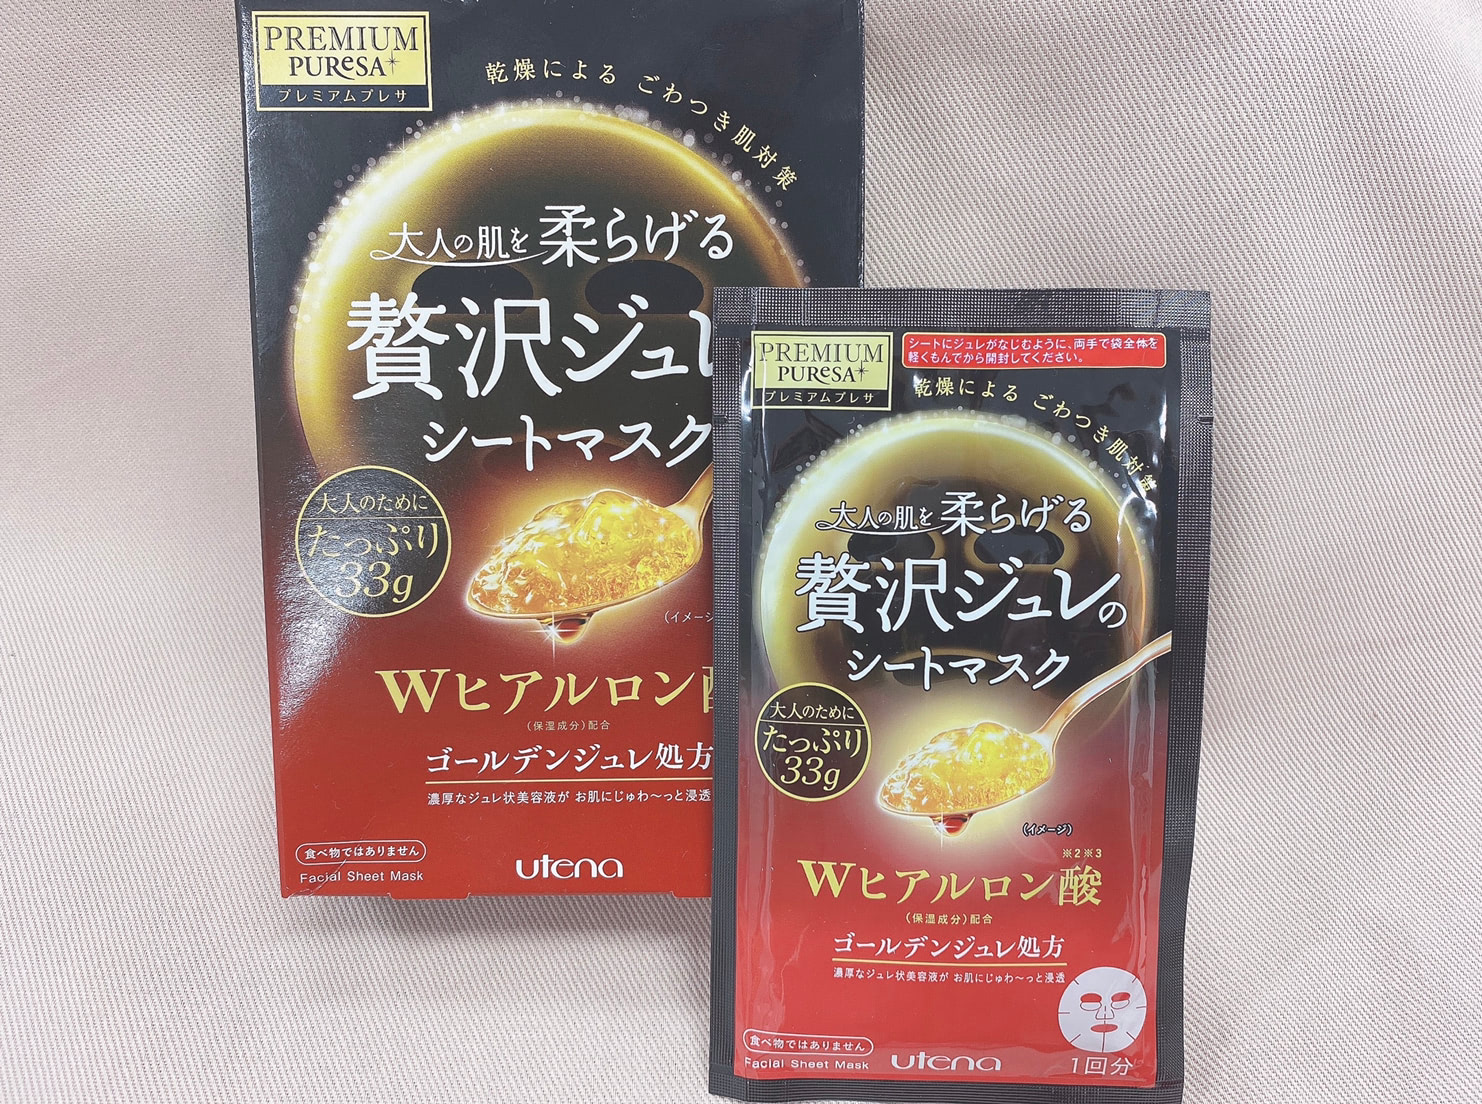 PREMIUM
PUReSA
プレミアムプレサ
乾燥による ごわつき肌対策
大人の肌を柔らげる
贅沢ジュレ
シートマスク
大人のために
たっぷり
33g
(イメージ
Wヒアルロン
(保湿成分)配合
ゴールデンジュレ処方
濃厚なジュレ状美容液が お肌にじゅわ〜っと浸透
食べ物ではありません
Facial Sheet Mask
utena
PREMIUM
PUReSA
プレミアムプレサ
シートにジュレがなじむように、両手で袋全体を
軽くもんでから開封してください。
乾燥による ごわつき肌対策
大人の肌を柔らげる
贅沢ジュレの
シートマスク
大人のために
たっぷり
33g
(イメージ)
※2※3
Wヒアルロン酸
(保湿成分)配合
ゴールデンジュレ処方
濃厚なジュレ状美容液が お肌にじゅわ〜っと浸透
食べ物ではありません
Facial Sheet Mask
utena
1回分